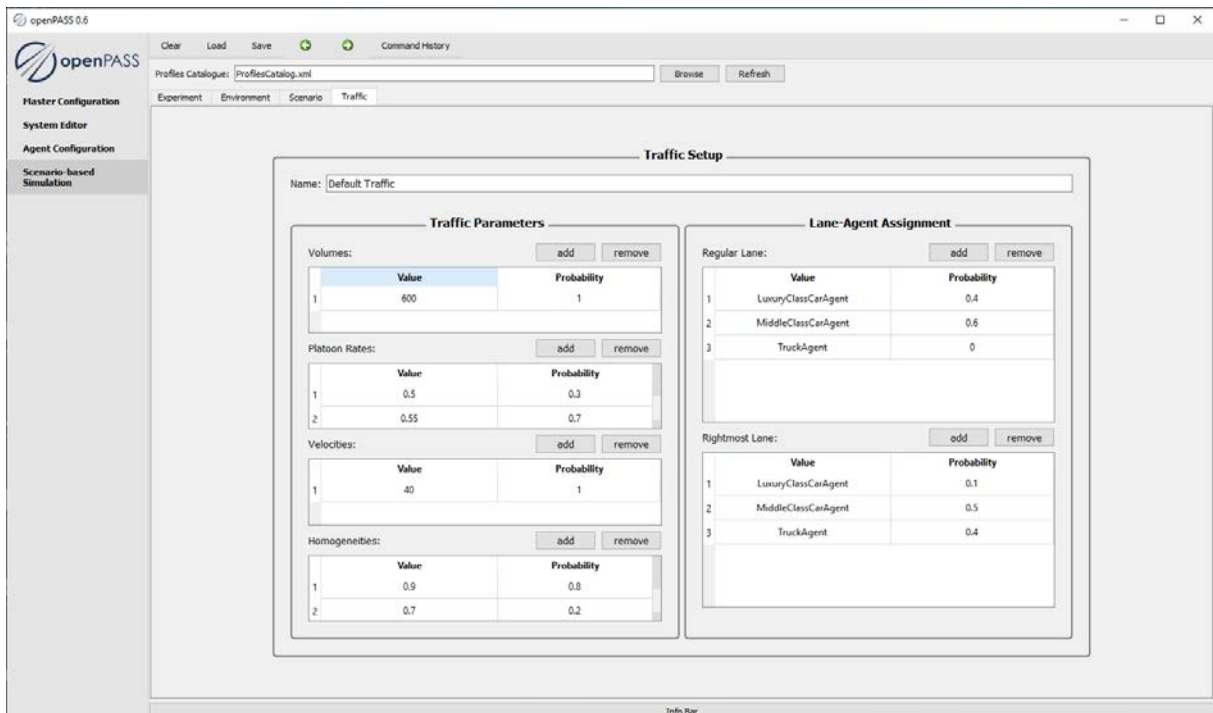 openPASS 0.6
openPASS
Master Configuration
System Editor
Agent Configuration
Scenario-based
Simulation
Clear Load Save Command History
Profiles Catalogue: ProfilesCatalog.xml Browse Refresh
Experiment Environment Scenario Traffic
Traffic Setup
Name: Default Traffic
Traffic Parameters
Volumes: add remove
Value Probability
1 600 1
Platoon Rates: add remove
Value Probability
1 0.5 0.3
2 0.55 0.7
Velocities: add remove
Value Probability
1 40 1
Homogeneities: add remove
Value Probability
1 0.9 0.8
2 0.7 0.2
Lane-Agent Assignment
Regular Lane: add remove
Value Probability
1 LuxuryClassCarAgent 0.4
2 MiddleClassCarAgent 0.6
3 TruckAgent 0
Rightmost Lane: add remove
Value Probability
1 LuxuryClassCarAgent 0.1
2 MiddleClassCarAgent 0.5
3 TruckAgent 0.4
Info Bar